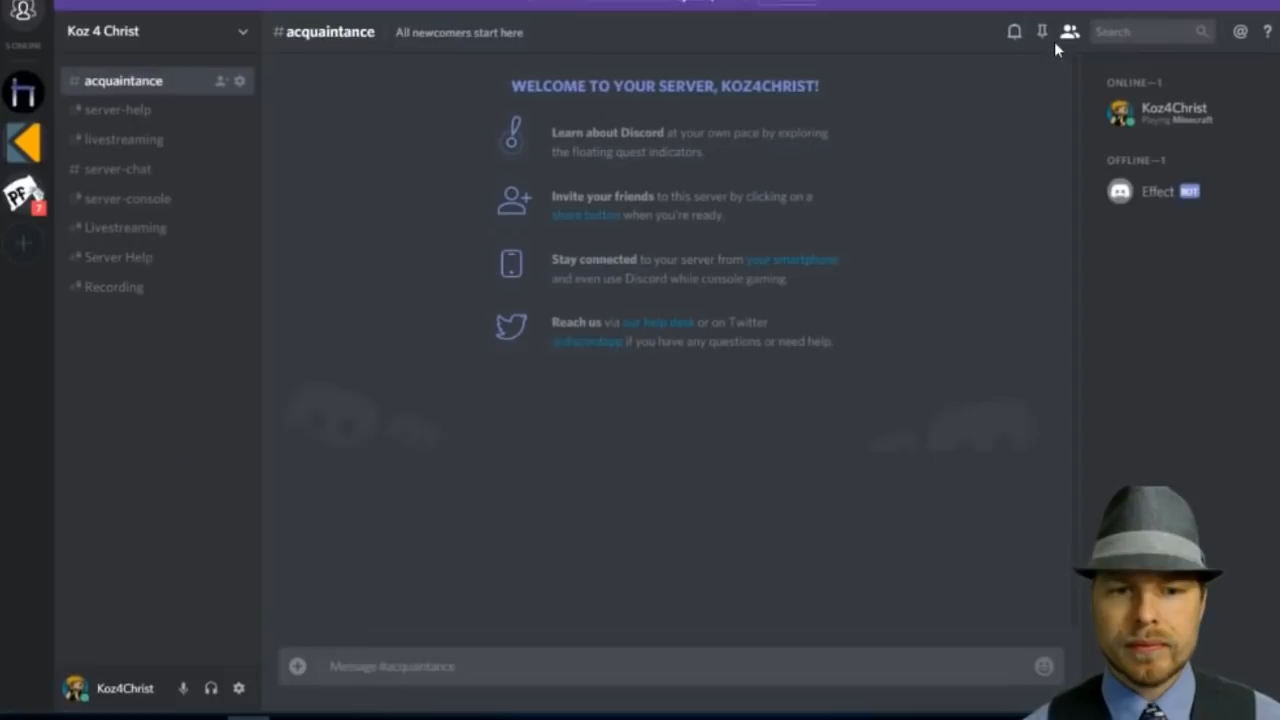 Koz 4 Christ
5 ONLINE
# acquaintance
All newcomers start here
Search
@
?
# acquaintance
server-help
livestreaming
# server-chat
server-console
Livestreaming
Server Help
Recording
PF
7
WELCOME TO YOUR SERVER, KOZ4CHRIST!
Learn about Discord at your own pace by exploring
the floating quest indicators.
Invite your friends to this server by clicking on a
share button when you're ready.
Stay connected to your server from your smartphone
and even use Discord while console gaming.
Reach us via our help desk or on Twitter
@discordapp if you have any questions or need help.
ONLINE—1
Koz4Christ
Playing Minecraft
OFFLINE—1
Effect BOT
Message #acquaintance
Koz4Christ